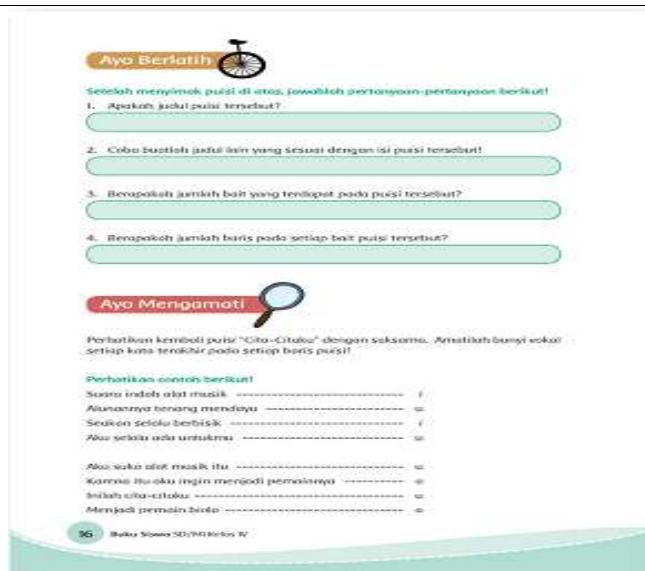 Ayo Berlatih
Setelah menyimak puisi di atas, jawablah pertanyaan-pertanyaan berikut!
1. Apakah judul puisi tersebut?
2. Coba buatlah judul lain yang sesuai dengan isi puisi tersebut!
3. Berapakah jumlah bait yang terdapat pada puisi tersebut?
4. Berapakah jumlah baris pada setiap bait puisi tersebut?
Ayo Mengamati
Perhatikan kembali puisi "Cita-Citaku" dengan saksama. Amatilah bunyi vokal
setiap kata terakhir pada setiap baris puisi!
Perhatikan contoh berikut!
Suara indah alat musik ---------------------------- i
Alunannya tenang mendayu ------------------------ u
Seakan selalu berbisik ---------------------------- i
Aku selalu ada untukmu ---------------------------- u
Aku suka alat musik itu ---------------------------- u
Karena itu aku ingin menjadi pemainnya ---------- a
Inilah cita-citaku ---------------------------------- u
Menjadi pemain biola ------------------------------ a
36 Buku Siswa SD/MI Kelas IV